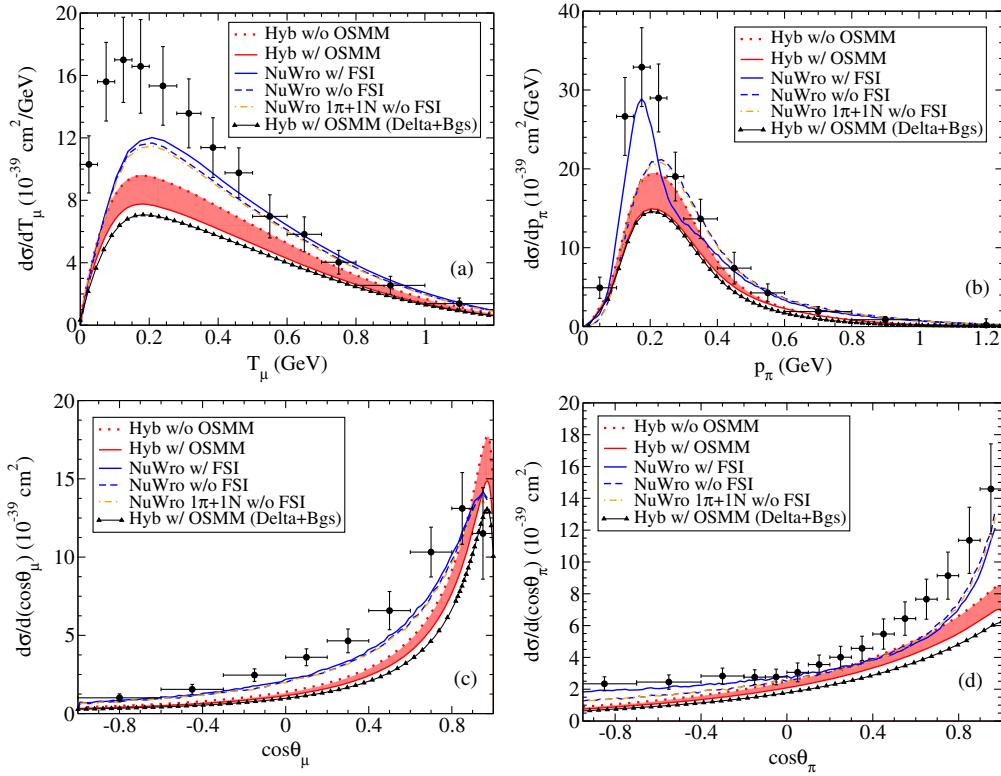 20
16
12
8
4
0
0 0.2 0.4 0.6 0.8 1
T_μ (GeV)
dσ/dT_μ (10^-39 cm^2/GeV)
Hyb w/o OSMM
Hyb w/ OSMM
NuWro w/ FSI
NuWro w/o FSI
NuWro 1π+1N w/o FSI
Hyb w/ OSMM (Delta+Bgs)
(a)
40
30
20
10
0
0 0.2 0.4 0.6 0.8 1 1.2
p_π (GeV)
dσ/dp_π (10^-39 cm^2/GeV)
Hyb w/o OSMM
Hyb w/ OSMM
NuWro w/ FSI
NuWro w/o FSI
NuWro 1π+1N w/o FSI
Hyb w/ OSMM (Delta+Bgs)
(b)
20
15
10
5
0
-0.8 -0.4 0 0.4 0.8
cosθ_μ
dσ/d(cosθ_μ) (10^-39 cm^2)
Hyb w/o OSMM
Hyb w/ OSMM
NuWro w/ FSI
NuWro w/o FSI
NuWro 1π+1N w/o FSI
Hyb w/ OSMM (Delta+Bgs)
(c)
20
18
16
14
12
10
8
6
4
2
0
-0.8 -0.4 0 0.4 0.8
cosθ_π
dσ/d(cosθ_π) (10^-39 cm^2)
Hyb w/o OSMM
Hyb w/ OSMM
NuWro w/ FSI
NuWro w/o FSI
NuWro 1π+1N w/o FSI
Hyb w/ OSMM (Delta+Bgs)
(d)